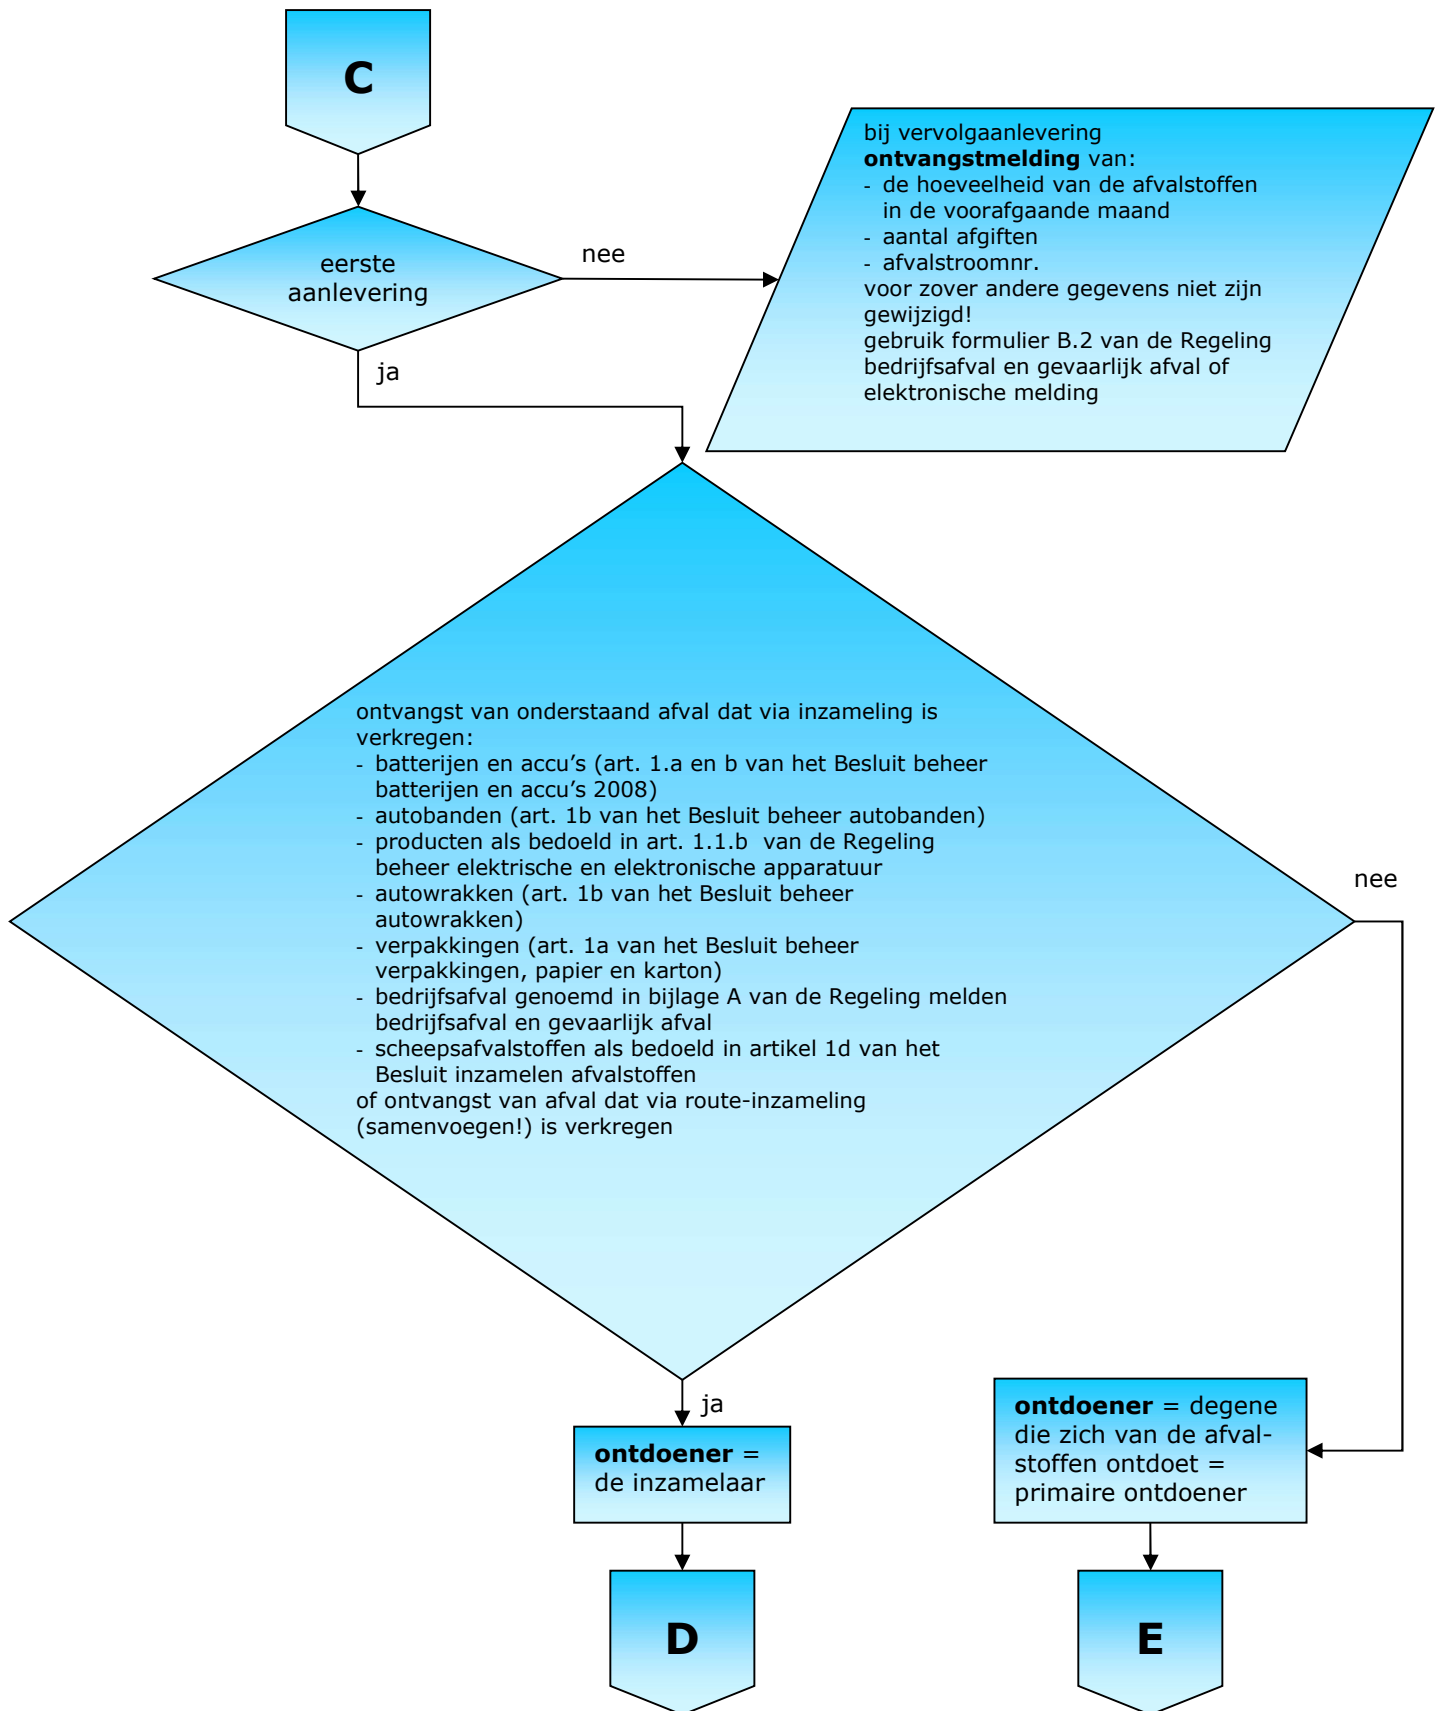 C
bij vervolgaanlevering
ontvangstmelding van:
- de hoeveelheid van de afvalstoffen
in de voorafgaande maand
- aantal afgiften
- afvalstroomnr.
voor zover andere gegevens niet zijn
gewijzigd!
gebruik formulier B.2 van de Regeling
bedrijfsafval en gevaarlijk afval of
elektronische melding
nee
eerste
aanlevering
ja
ontvangst van onderstaand afval dat via inzameling is
verkregen:
- batterijen en accu’s (art. 1.a en b van het Besluit beheer
batterijen en accu’s 2008)
- autobanden (art. 1b van het Besluit beheer autobanden)
- producten als bedoeld in art. 1.1.b van de Regeling
beheer elektrische en elektronische apparatuur
- autowrakken (art. 1b van het Besluit beheer
autowrakken)
- verpakkingen (art. 1a van het Besluit beheer
verpakkingen, papier en karton)
- bedrijfsafval genoemd in bijlage A van de Regeling melden
bedrijfsafval en gevaarlijk afval
- scheepsafvalstoffen als bedoeld in artikel 1d van het
Besluit inzamelen afvalstoffen
of ontvangst van afval dat via route-inzameling
(samenvoegen!) is verkregen
nee
ja
ontdoener =
de inzamelaar
ontdoener = degene
die zich van de afval-
stoffen ontdoet =
primaire ontdoener
D
E